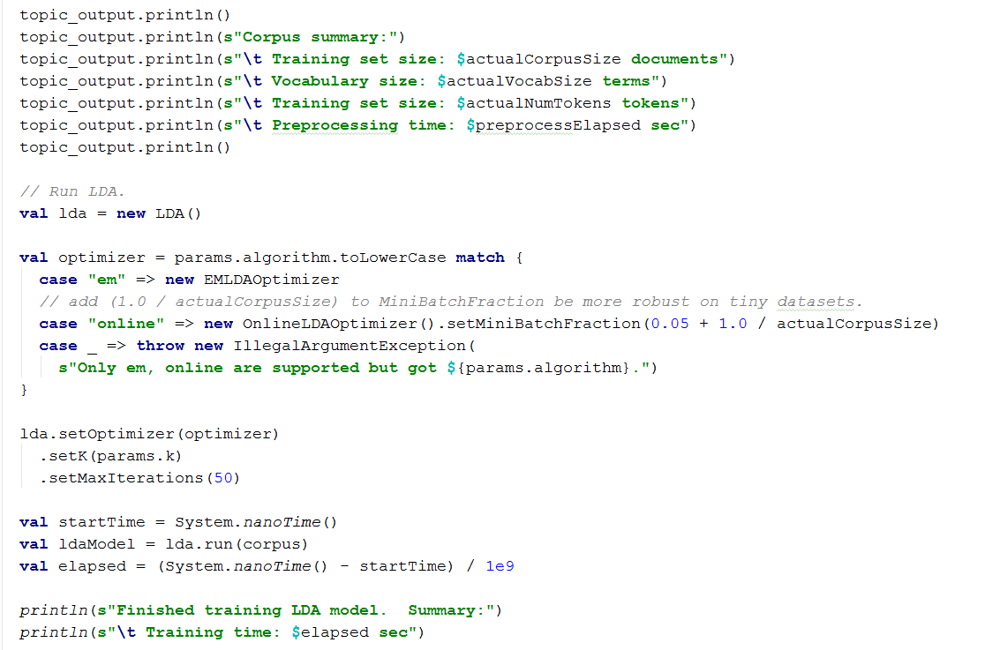 topic_output.println()
topic_output.println(s"Corpus summary:")
topic_output.println(s"\t Training set size: $actualCorpusSize documents")
topic_output.println(s"\t Vocabulary size: $actualVocabSize terms")
topic_output.println(s"\t Training set size: $actualNumTokens tokens")
topic_output.println(s"\t Preprocessing time: $preprocessElapsed sec")
topic_output.println()

// Run LDA.
val lda = new LDA()

val optimizer = params.algorithm.toLowerCase match {
  case "em" => new EMLDAOptimizer
  // add (1.0 / actualCorpusSize) to MiniBatchFraction be more robust on tiny datasets.
  case "online" => new OnlineLDAOptimizer().setMiniBatchFraction(0.05 + 1.0 / actualCorpusSize)
  case _ => throw new IllegalArgumentException(
    s"Only em, online are supported but got ${params.algorithm}.")
}

lda.setOptimizer(optimizer)
  .setK(params.k)
  .setMaxIterations(50)

val startTime = System.nanoTime()
val ldaModel = lda.run(corpus)
val elapsed = (System.nanoTime() - startTime) / 1e9

println(s"Finished training LDA model.  Summary:")
println(s"\t Training time: $elapsed sec")